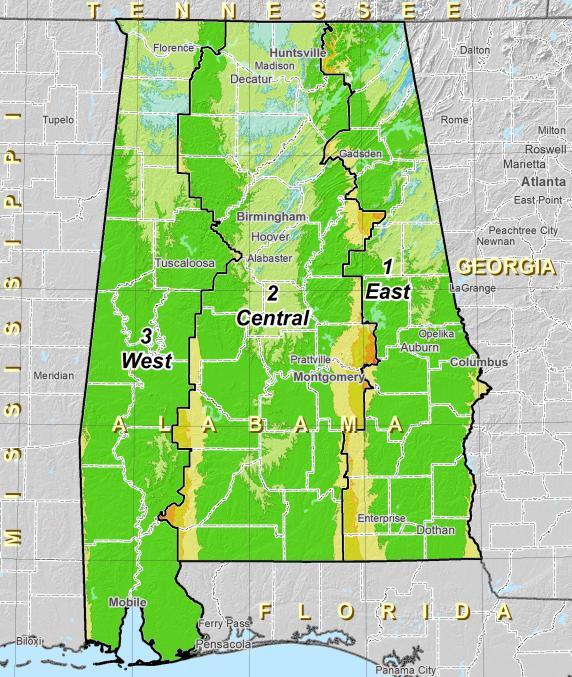 TENNESSEE
Florence
Huntsville
Madison
Decatur
Dalton
Tupelo
Rome
Milton
Roswell
Marietta
Gadsden
Atlanta
East Point
Birmingham
Peachtree City
Newnan
Hoover
Alabaster
Tuscaloosa
1
East
GEORGIA
LaGrange
2
Central
3
West
Opelika
Auburn
Prattville
Columbus
Meridian
Montgomery
ALABAMA
MISSISSIPPI
Enterprise
Dothan
Mobile
FLORIDA
Ferry Pass
Biloxi
Pensacola
Panama City